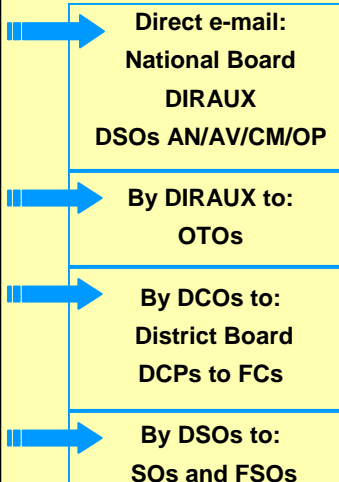 Direct e-mail:
National Board
DIRAUX
DSOs AN/AV/CM/OP
By DIRAUX to:
OTOs
By DCOs to:
District Board
DCPs to FCs
By DSOs to:
SOs and FSOs